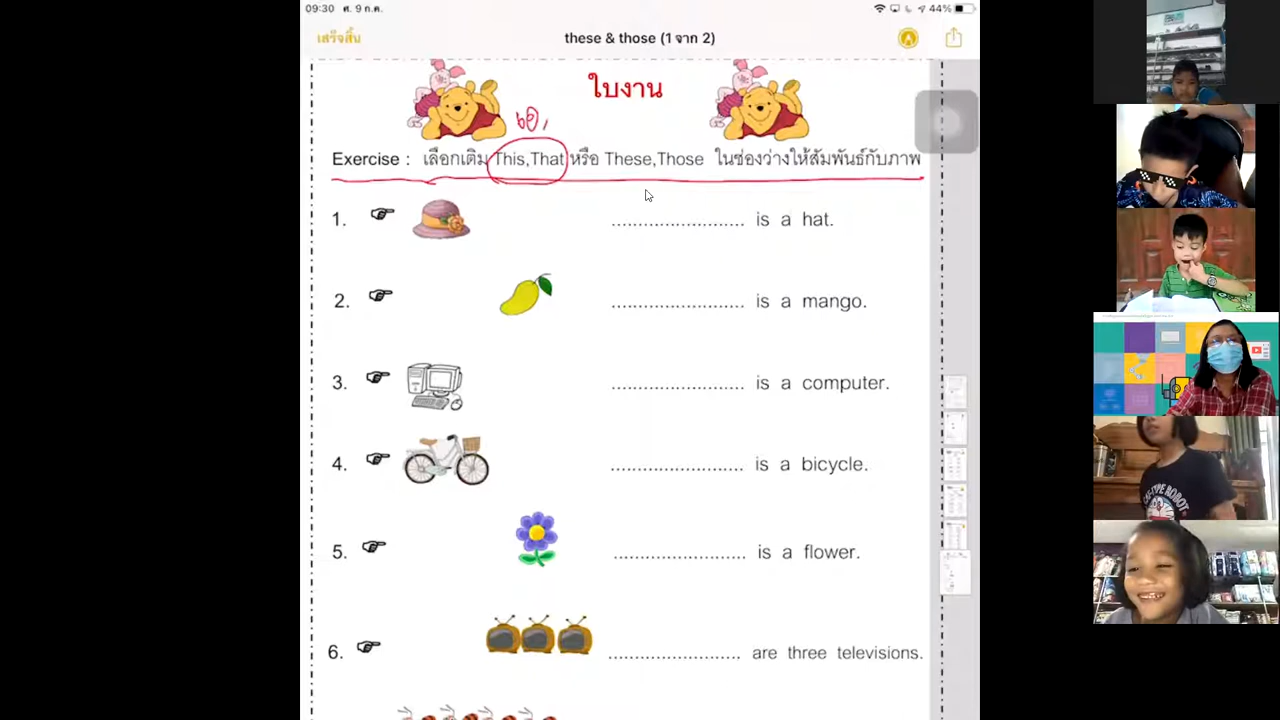 09:30 ศ. 9 ก.ค.
44%
เสร็จสิ้น
these & those (1 จาก 2)
ใบงาน
Exercise : เลือกเติม This,That หรือ These,Those ในช่องว่างให้สัมพันธ์กับภาพ
1. ........................ is a hat.
2. ........................ is a mango.
3. ........................ is a computer.
4. ........................ is a bicycle.
5. ........................ is a flower.
6. ........................ are three televisions.